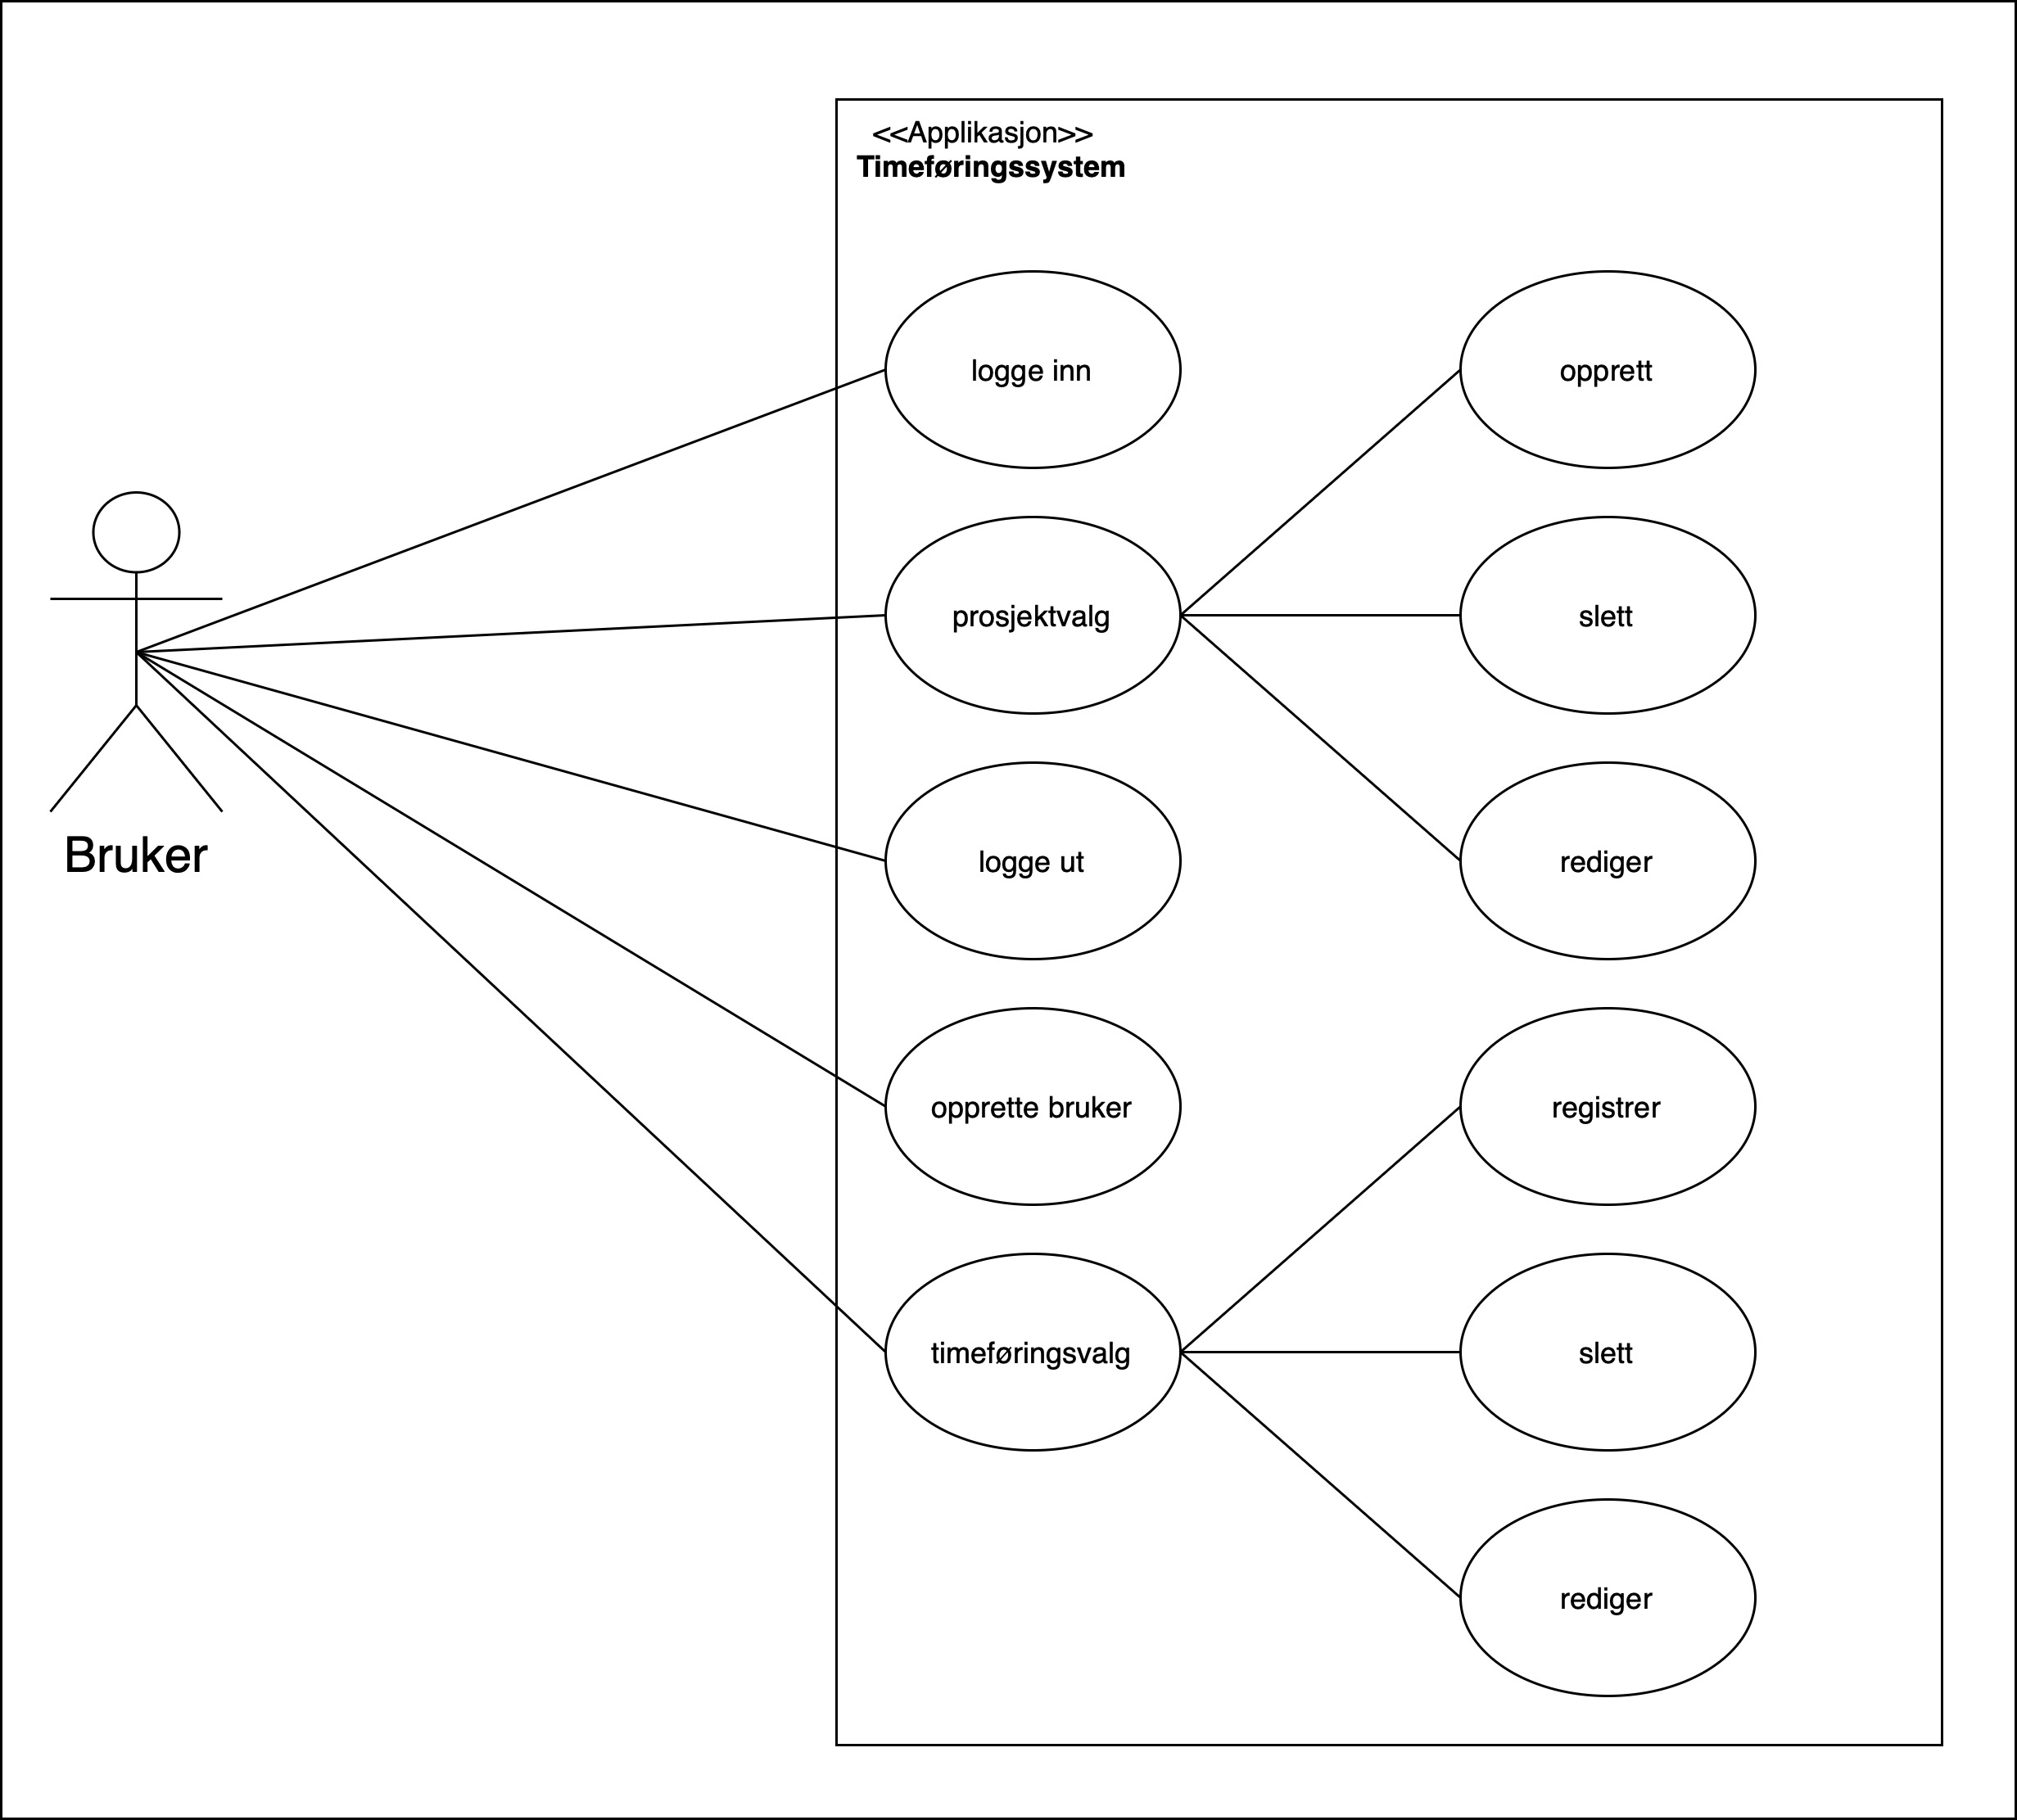 <<Applikasjon>>
Timeføringssystem
logge inn
opprett
prosjektvalg
slett
Bruker
logge ut
rediger
opprette bruker
registrer
timeføringsvalg
slett
rediger